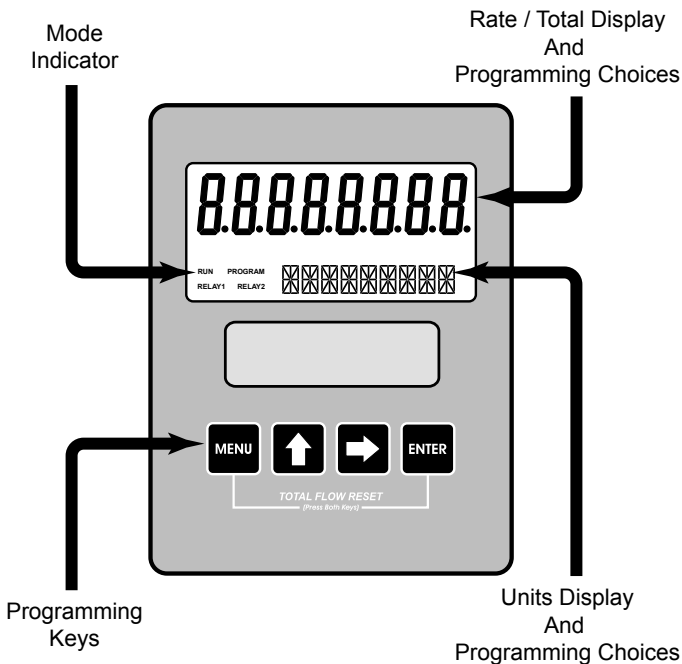 Mode
Indicator
Rate / Total Display
And
Programming Choices
8.8.8.8.8.8.8.8.
RUN PROGRAM
RELAY1 RELAY2
MENU
ENTER
TOTAL FLOW RESET
[Press Both Keys]
Programming
Keys
Units Display
And
Programming Choices